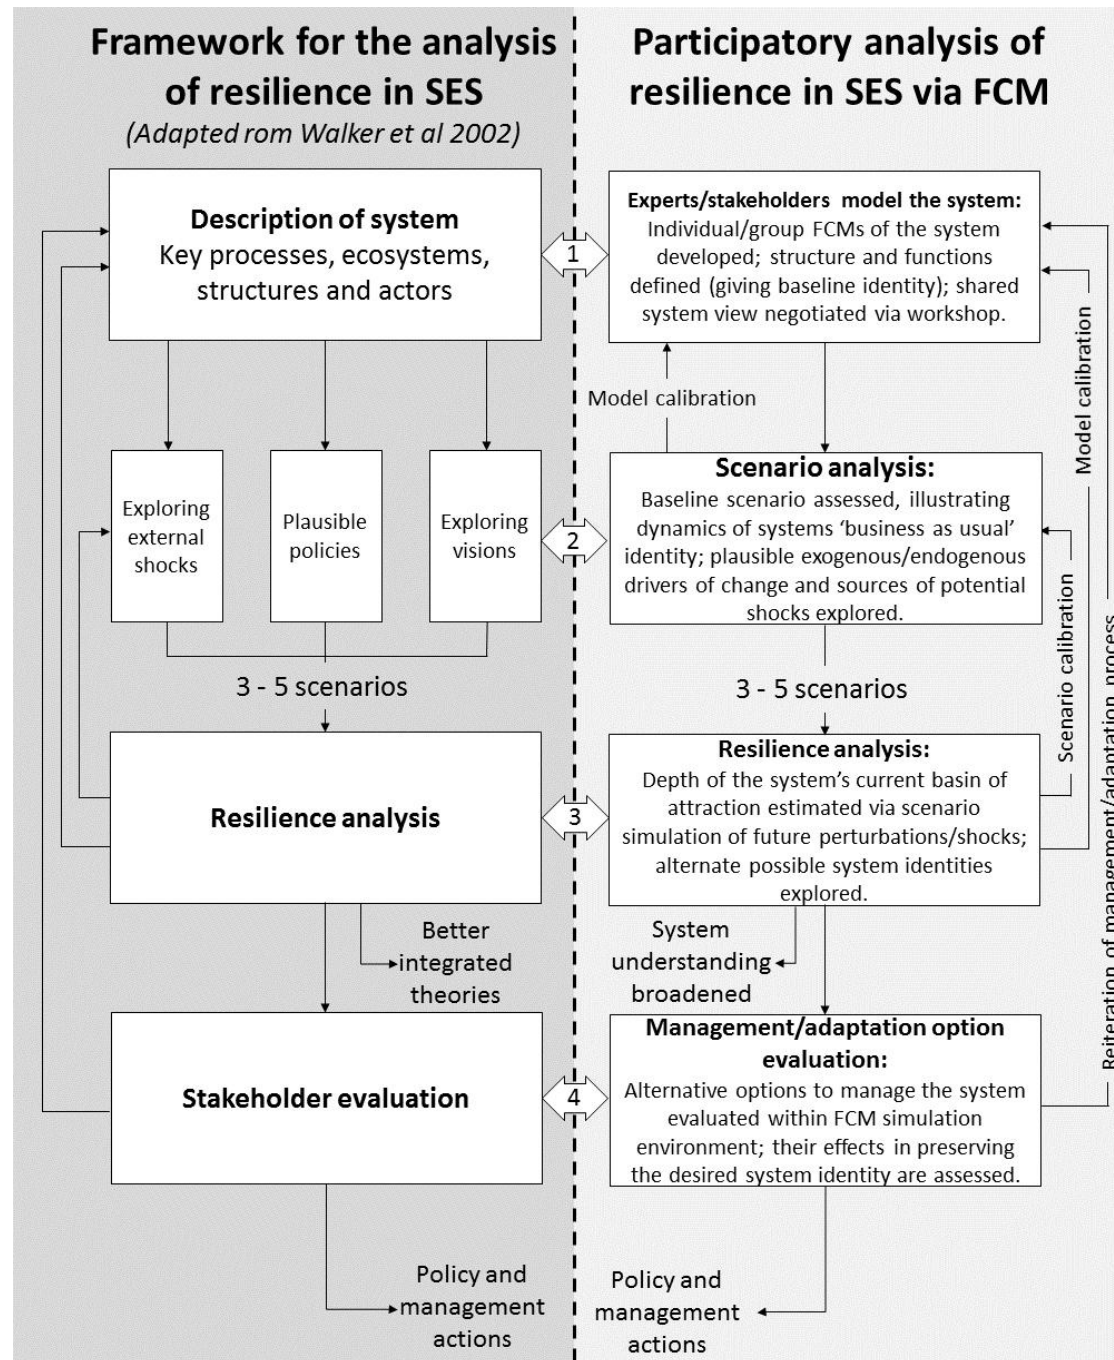 Framework for the analysis
of resilience in SES
(Adapted rom Walker et al 2002)
Description of system
Key processes, ecosystems,
structures and actors
Exploring
external
shocks
Plausible
policies
Exploring
visions
3 - 5 scenarios
Resilience analysis
Better
integrated
theories
Stakeholder evaluation
Policy and
management
actions
1
2
3
4
Participatory analysis of
resilience in SES via FCM
Experts/stakeholders model the system:
Individual/group FCMs of the system
developed; structure and functions
defined (giving baseline identity); shared
system view negotiated via workshop.
Model calibration
Scenario analysis:
Baseline scenario assessed, illustrating
dynamics of systems ‘business as usual’
identity; plausible exogenous/endogenous
drivers of change and sources of potential
shocks explored.
3 - 5 scenarios
Resilience analysis:
Depth of the system’s current basin of
attraction estimated via scenario
simulation of future perturbations/shocks;
alternate possible system identities
explored.
System
understanding
broadened
Management/adaptation option
evaluation:
Alternative options to manage the system
evaluated within FCM simulation
environment; their effects in preserving
the desired system identity are assessed.
Policy and
management
actions
Scenario calibration
Model calibration
Reiteration of management/adaptation process